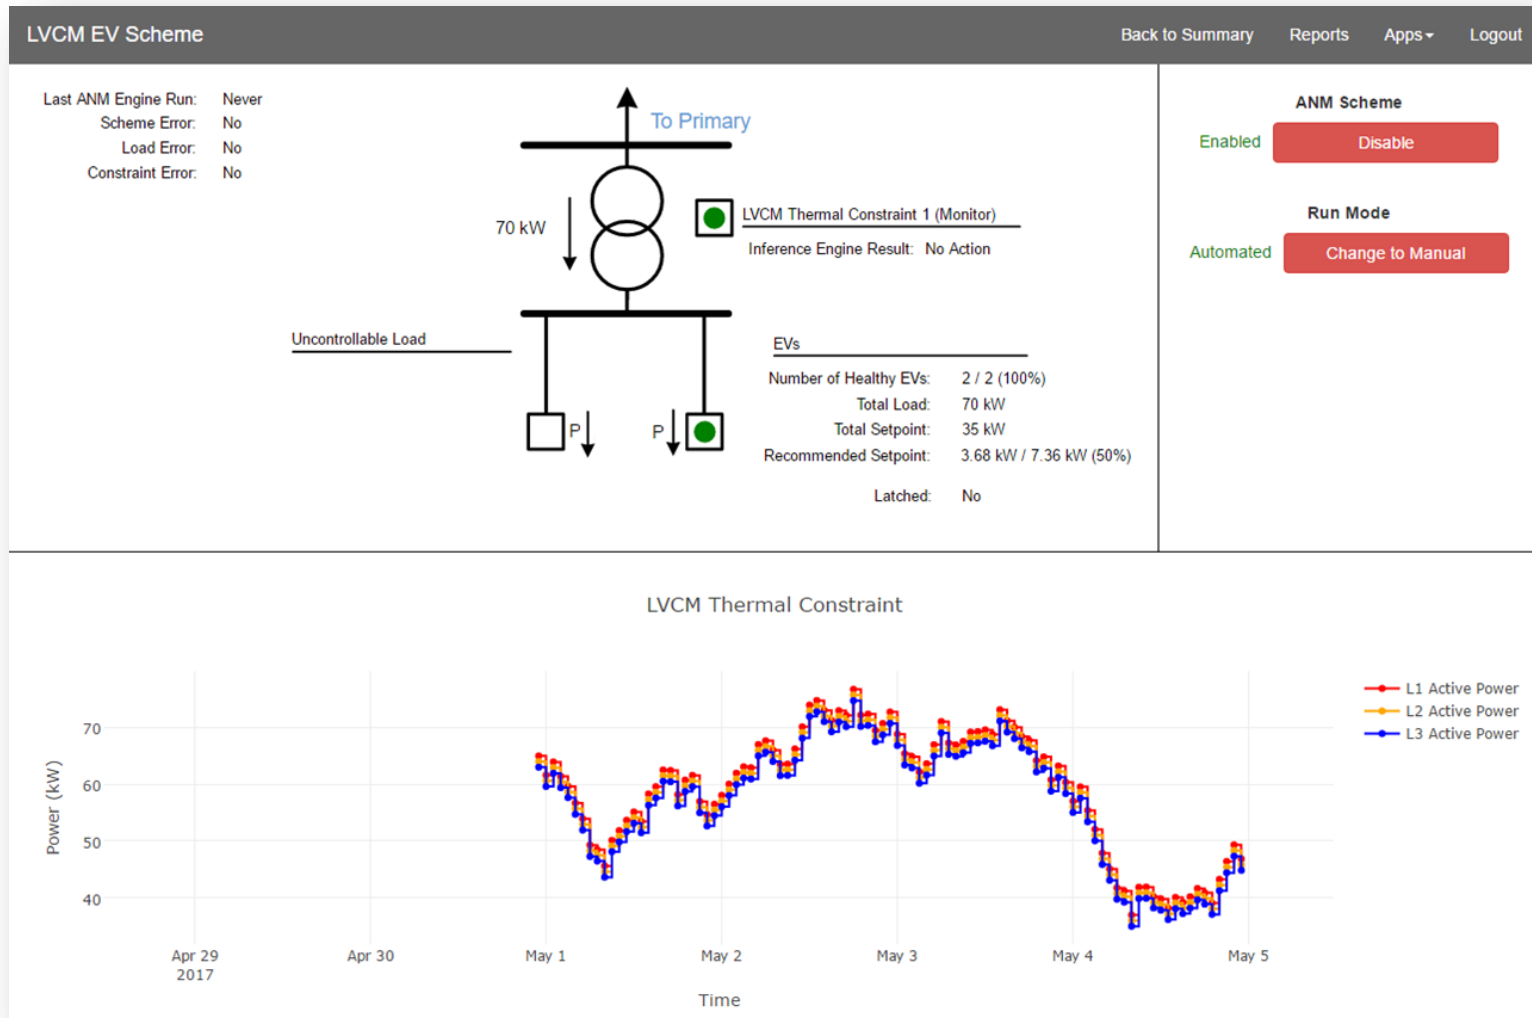 LVCM EV Scheme
Back to Summary
Reports
Apps
Logout
Last ANM Engine Run: Never
Scheme Error: No
Load Error: No
Constraint Error: No
To Primary
70 kW
LVCM Thermal Constraint 1 (Monitor)
Inference Engine Result: No Action
ANM Scheme
Enabled
Disable
Run Mode
Automated
Change to Manual
Uncontrollable Load
P
P
EVs
Number of Healthy EVs: 2 / 2 (100%)
Total Load: 70 kW
Total Setpoint: 35 kW
Recommended Setpoint: 3.68 kW / 7.36 kW (50%)
Latched: No
LVCM Thermal Constraint
L1 Active Power
L2 Active Power
L3 Active Power
Power (kW)
70
60
50
40
Apr 29
2017
Apr 30
May 1
May 2
May 3
May 4
May 5
Time